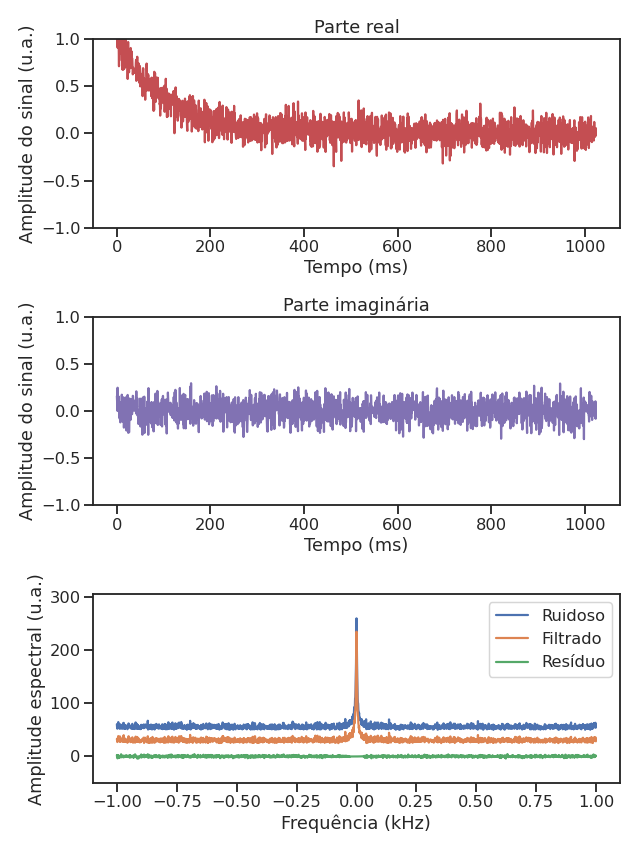 Parte real
Amplitude do sinal (u.a.)
1.0
0.5
0.0
−0.5
−1.0
0 200 400 600 800 1000
Tempo (ms)
Parte imaginária
Amplitude do sinal (u.a.)
1.0
0.5
0.0
−0.5
−1.0
0 200 400 600 800 1000
Tempo (ms)
Amplitude espectral (u.a.)
300
200
100
0
Ruidoso
Filtrado
Resíduo
−1.00 −0.75 −0.50 −0.25 0.00 0.25 0.50 0.75 1.00
Frequência (kHz)